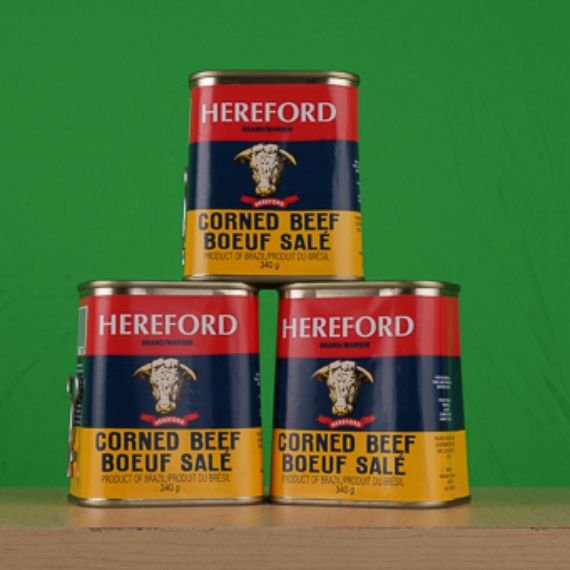 HEREFORD
BRAND/MARQUE
HEREFORD
CORNED BEEF
BOEUF SALÉ
PRODUCT OF BRAZIL/PRODUIT DU BRÉSIL
340 g
HEREFORD
BRAND/MARQUE
HEREFORD
CORNED BEEF
BOEUF SALÉ
PRODUCT OF BRAZIL/PRODUIT DU BRÉSIL
340 g
HEREFORD
BRAND/MARQUE
HEREFORD
CORNED BEEF
BOEUF SALÉ
PRODUCT OF BRAZIL/PRODUIT DU BRÉSIL
340 g